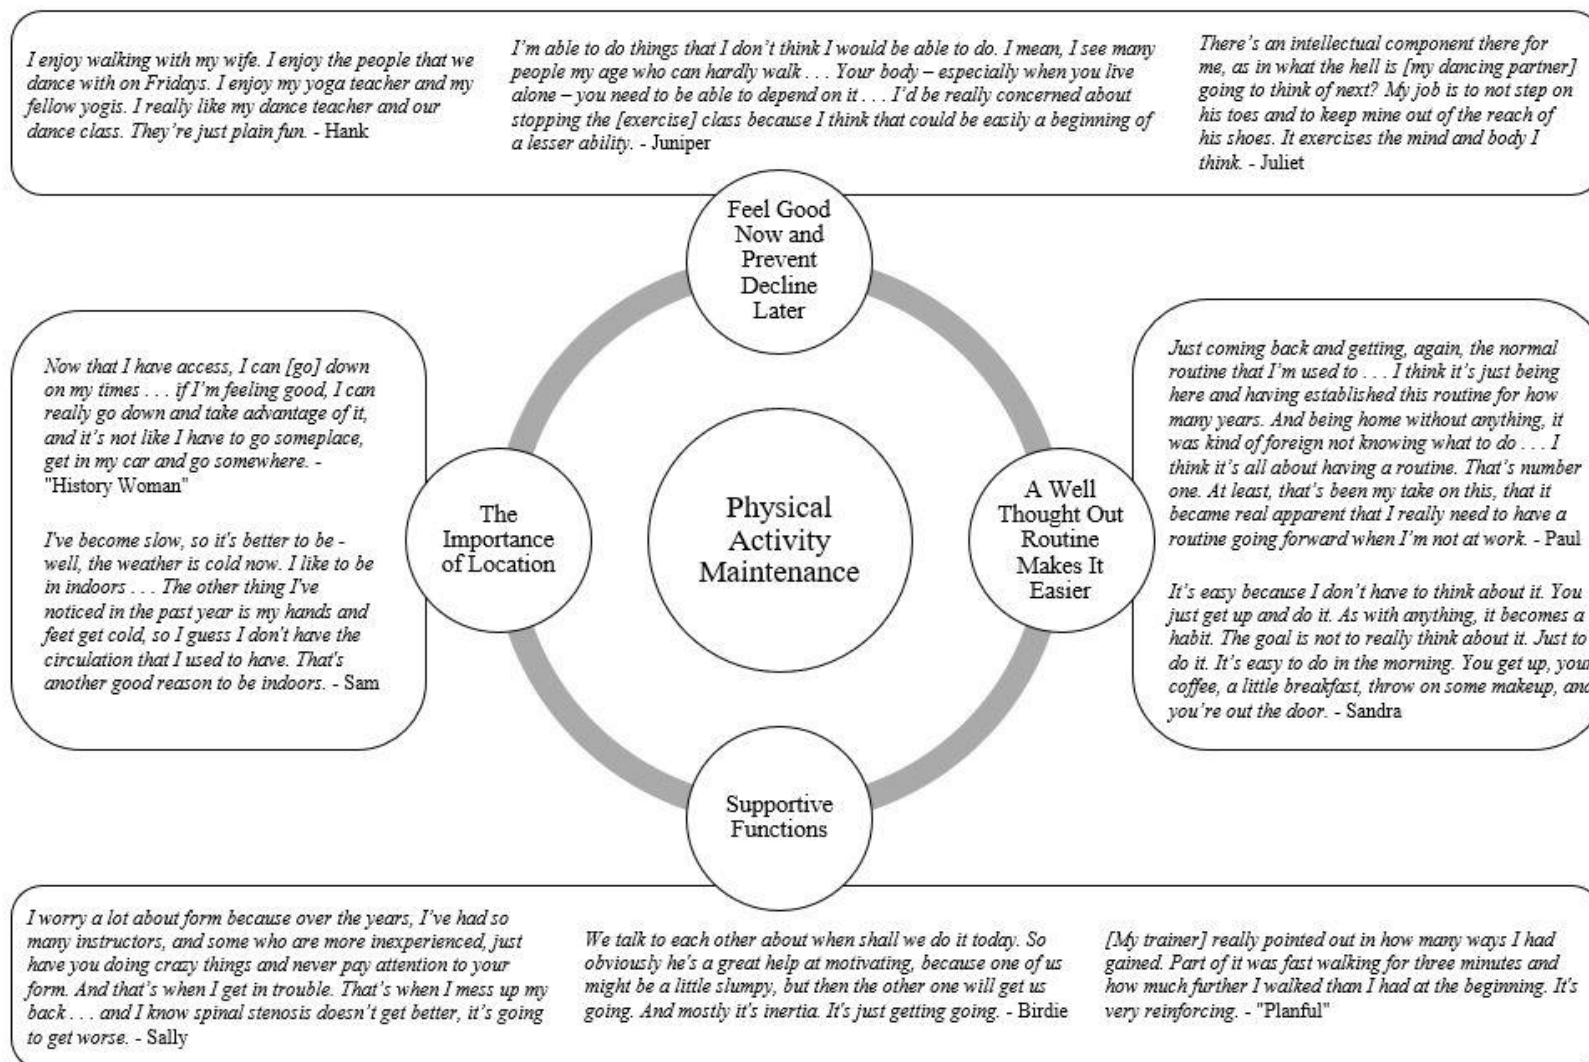 I enjoy walking with my wife. I enjoy the people that we
dance with on Fridays. I enjoy my yoga teacher and my
fellow yogis. I really like my dance teacher and our
dance class. They're just plain fun. - Hank
I'm able to do things that I don't think I would be able to do. I mean, I see many
people my age who can hardly walk . . . Your body – especially when you live
alone – you need to be able to depend on it . . . I'd be really concerned about
stopping the [exercise] class because I think that could be easily a beginning of
a lesser ability. - Juniper
There's an intellectual component there for
me, as in what the hell is [my dancing partner]
going to think of next? My job is to not step on
his toes and to keep mine out of the reach of
his shoes. It exercises the mind and body I
think. - Juliet
Feel Good
Now and
Prevent
Decline
Later
Now that I have access, I can [go] down
on my times . . . if I'm feeling good, I can
really go down and take advantage of it,
and it's not like I have to go someplace,
get in my car and go somewhere. -
"History Woman"
I've become slow, so it's better to be -
well, the weather is cold now. I like to be
in indoors . . . The other thing I've
noticed in the past year is my hands and
feet get cold, so I guess I don't have the
circulation that I used to have. That's
another good reason to be indoors. - Sam
The
Importance
of Location
Physical
Activity
Maintenance
A Well
Thought Out
Routine
Makes It
Easier
Just coming back and getting, again, the normal
routine that I'm used to . . . I think it's just being
here and having established this routine for how
many years. And being home without anything, it
was kind of foreign not knowing what to do . . . I
think it's all about having a routine. That's number
one. At least, that's been my take on this, that it
became real apparent that I really need to have a
routine going forward when I'm not at work. - Paul
It's easy because I don't have to think about it. You
just get up and do it. As with anything, it becomes a
habit. The goal is not to really think about it. Just to
do it. It's easy to do in the morning. You get up, your
coffee, a little breakfast, throw on some makeup, and
you're out the door. - Sandra
Supportive
Functions
I worry a lot about form because over the years, I've had so
many instructors, and some who are more inexperienced, just
have you doing crazy things and never pay attention to your
form. And that's when I get in trouble. That's when I mess up my
back . . . and I know spinal stenosis doesn't get better, it's going
to get worse. - Sally
We talk to each other about when shall we do it today. So
obviously he's a great help at motivating, because one of us
might be a little slumpy, but then the other one will get us
going. And mostly it's inertia. It's just getting going. - Birdie
[My trainer] really pointed out in how many ways I had
gained. Part of it was fast walking for three minutes and
how much further I walked than I had at the beginning. It's
very reinforcing. - "Planful"